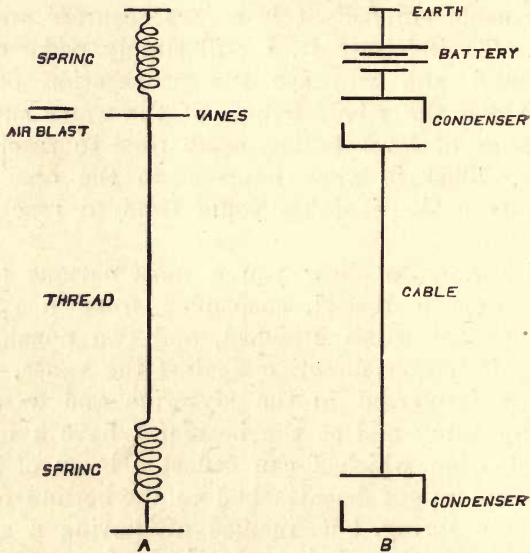 EARTH
SPRING
BATTERY
VANES
CONDENSER
AIR BLAST
THREAD
CABLE
SPRING
CONDENSER
A
B